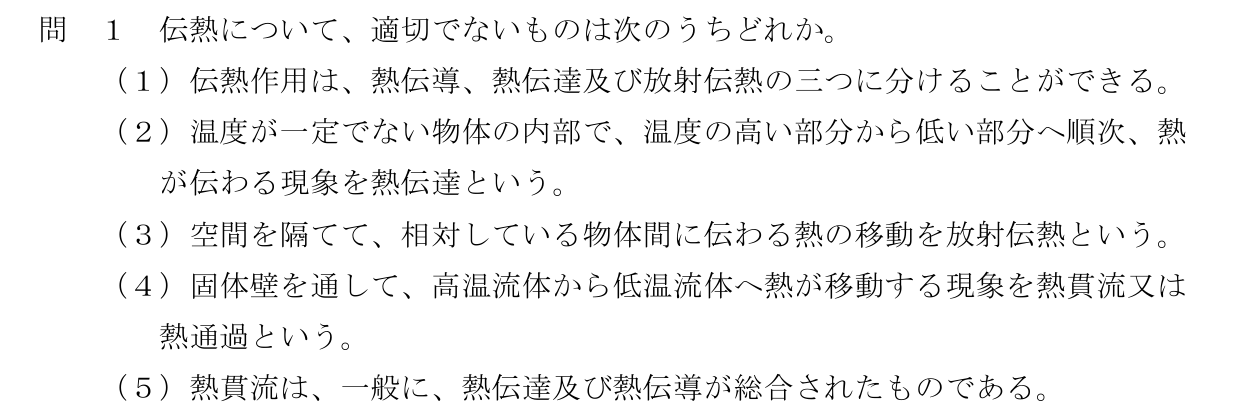 問　１　伝熱について、適切でないものは次のうちどれか。
（１）伝熱作用は、熱伝導、熱伝達及び放射伝熱の三つに分けることができる。
（２）温度が一定でない物体の内部で、温度の高い部分から低い部分へ順次、熱
が伝わる現象を熱伝達という。
（３）空間を隔てて、相対している物体間に伝わる熱の移動を放射伝熱という。
（４）固体壁を通して、高温流体から低温流体へ熱が移動する現象を熱貫流又は
熱通過という。
（５）熱貫流は、一般に、熱伝達及び熱伝導が総合されたものである。